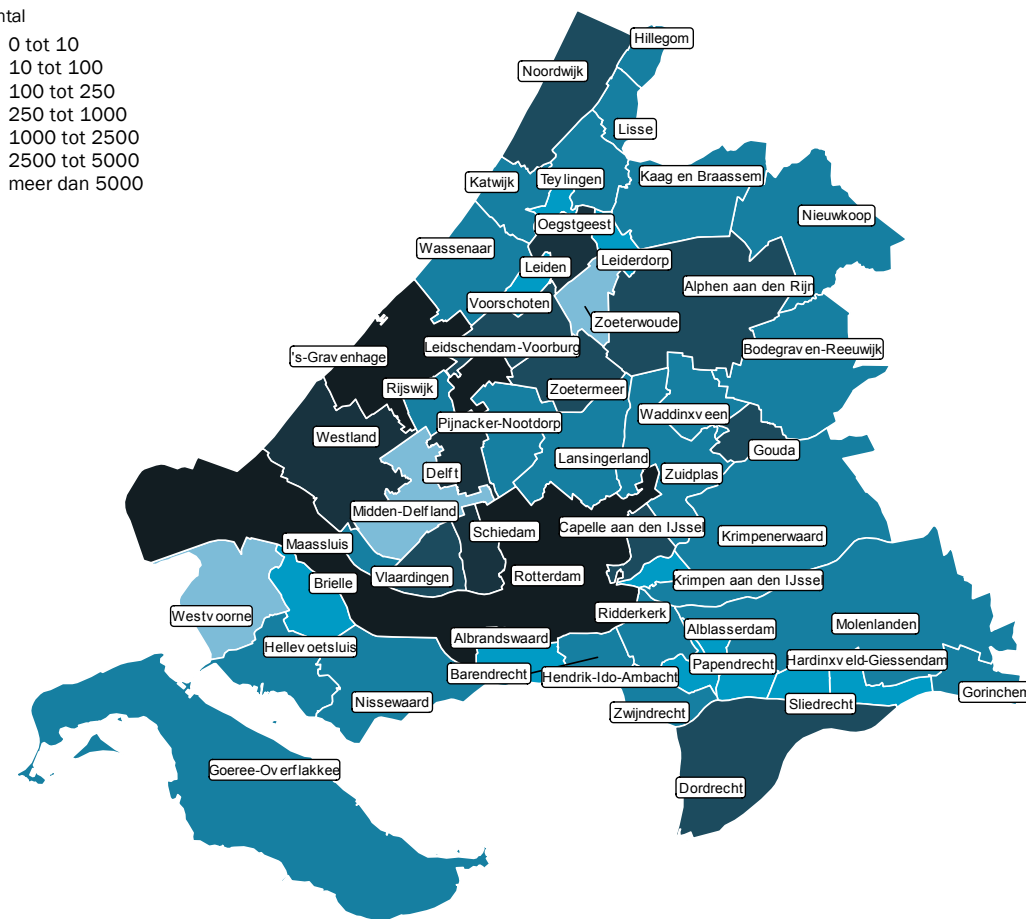 ntal
0 tot 10
10 tot 100
100 tot 250
250 tot 1000
1000 tot 2500
2500 tot 5000
meer dan 5000
Hillegom
Noordwijk
Lisse
Katwijk
Teylingen
Kaag en Braassem
Nieuwkoop
Oegstgeest
Wassenaar
Leiden
Leiderdorp
Alphen aan den Rijn
Voorschoten
Zoeterwoude
Leidschendam-Voorburg
Bodegraven-Reeuwijk
's-Gravenhage
Rijswijk
Zoetermeer
Waddinxveen
Pijnacker-Nootdorp
Westland
Gouda
Lansingerland
Delft
Zuidplas
Midden-Delfland
Capelle aan den IJssel
Schiedam
Krimpenerwaard
Maassluis
Vlaardingen
Rotterdam
Brielle
Krimpen aan den IJssel
Westvoorne
Ridderkerk
Molenlanden
Alblasserdam
Albrandswaard
Hellevoetsluis
Hardinxveld-Giessendam
Papendrecht
Barendrecht
Hendrik-Ido-Ambacht
Gorinchem
Nissewaard
Sliedrecht
Zwijndrecht
Goeree-Overflakkee
Dordrecht